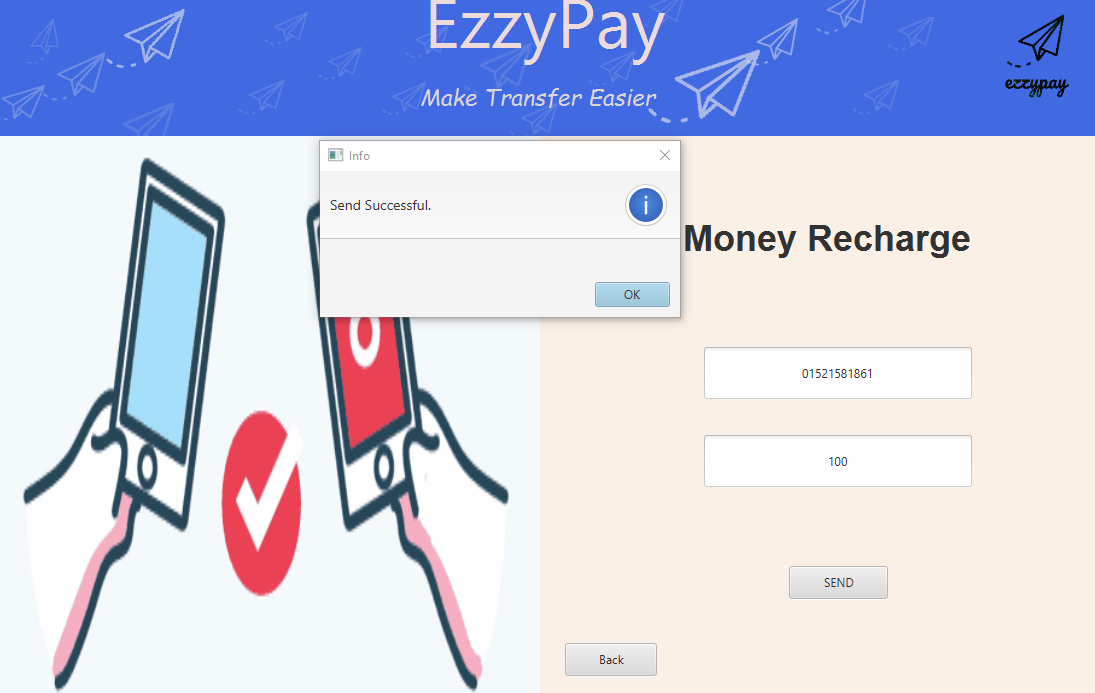 EzzyPay
Make Transfer Easier
ezzypay
Info
Send Successful.
i
OK
Money Recharge
01521581861
100
SEND
Back